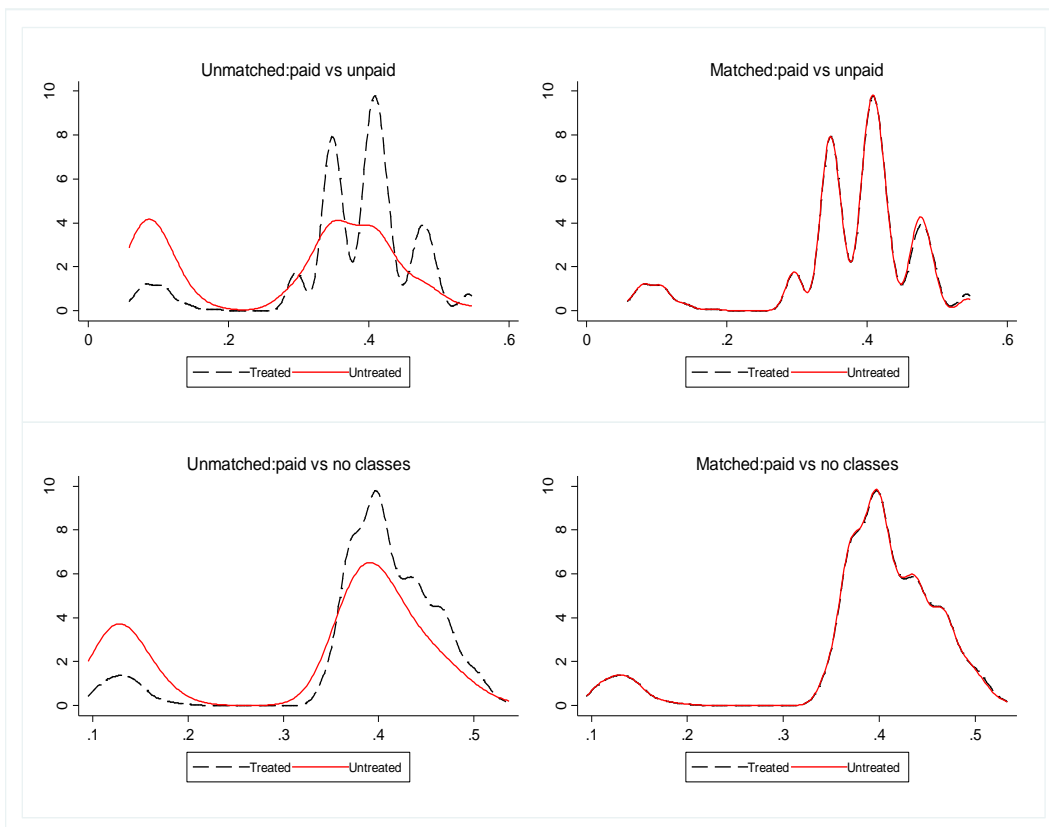 Unmatched:paid vs unpaid
10
8
6
4
2
0
0 .2 .4 .6
Treated Untreated
Matched:paid vs unpaid
10
8
6
4
2
0
0 .2 .4 .6
Treated Untreated
Unmatched:paid vs no classes
10
8
6
4
2
0
.1 .2 .3 .4 .5
Treated Untreated
Matched:paid vs no classes
10
8
6
4
2
0
.1 .2 .3 .4 .5
Treated Untreated